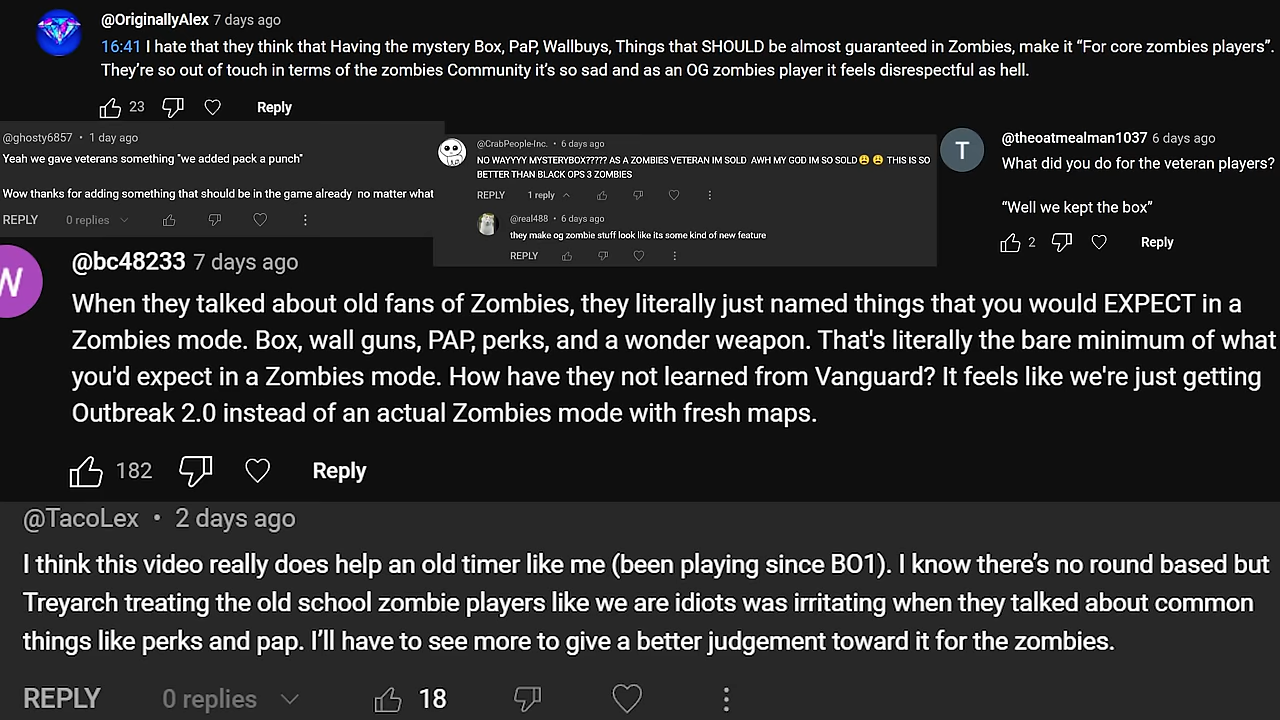 @OriginallyAlex 7 days ago
16:41 I hate that they think that Having the mystery Box, PaP, Wallbuys, Things that SHOULD be almost guaranteed in Zombies, make it “For core zombies players”.
They’re so out of touch in terms of the zombies Community it’s so sad and as an OG zombies player it feels disrespectful as hell.
23 Reply
@ghosty6857 • 1 day ago
Yeah we gave veterans something "we added pack a punch"
Wow thanks for adding something that should be in the game already no matter what
REPLY 0 replies
@CrabPeople-Inc. • 6 days ago
NO WAYYYY MYSTERYBOX????? AS A ZOMBIES VETERAN IM SOLD AWH MY GOD IM SO SOLD😩 😩 THIS IS SO
BETTER THAN BLACK OPS 3 ZOMBIES
REPLY 1 reply
@real488 • 6 days ago
they make og zombie stuff look like its some kind of new feature
REPLY
T
@theoatmealman1037 6 days ago
What did you do for the veteran players?
“Well we kept the box”
2 Reply
W
@bc48233 7 days ago
When they talked about old fans of Zombies, they literally just named things that you would EXPECT in a
Zombies mode. Box, wall guns, PAP, perks, and a wonder weapon. That's literally the bare minimum of what
you'd expect in a Zombies mode. How have they not learned from Vanguard? It feels like we're just getting
Outbreak 2.0 instead of an actual Zombies mode with fresh maps.
182 Reply
@TacoLex • 2 days ago
I think this video really does help an old timer like me (been playing since BO1). I know there’s no round based but
Treyarch treating the old school zombie players like we are idiots was irritating when they talked about common
things like perks and pap. I’ll have to see more to give a better judgement toward it for the zombies.
REPLY 0 replies 18